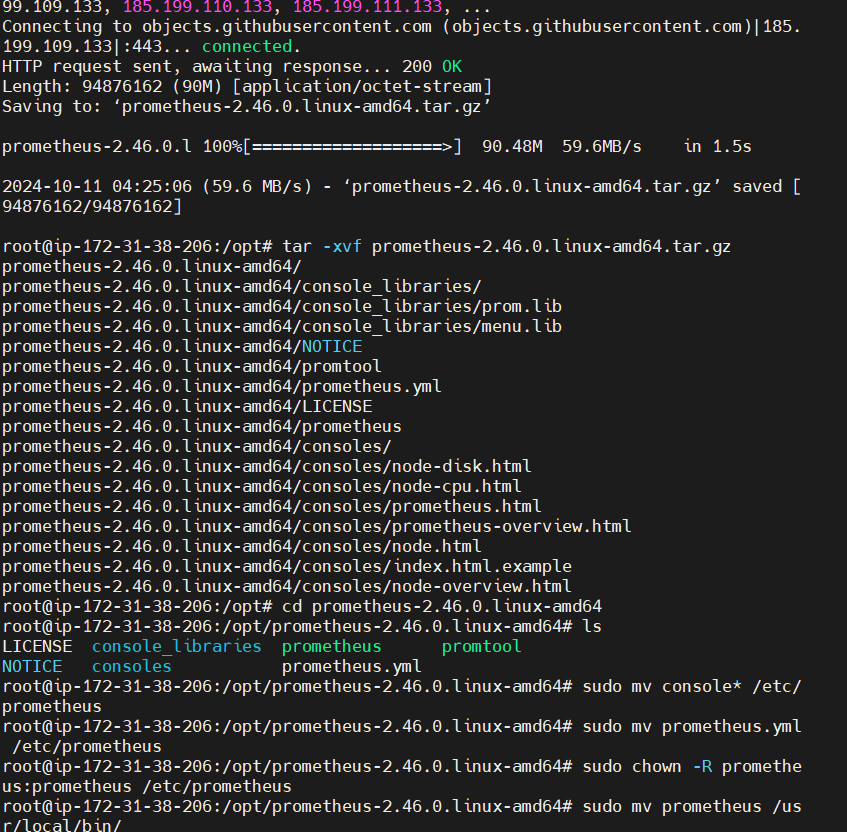 99.109.133, 185.199.110.133, 185.199.111.133, ...
Connecting to objects.githubusercontent.com (objects.githubusercontent.com)|185.
199.109.133|:443... connected.
HTTP request sent, awaiting response... 200 OK
Length: 94876162 (90M) [application/octet-stream]
Saving to: ‘prometheus-2.46.0.linux-amd64.tar.gz’

prometheus-2.46.0.l 100%[===================>]  90.48M  59.6MB/s    in 1.5s

2024-10-11 04:25:06 (59.6 MB/s) - ‘prometheus-2.46.0.linux-amd64.tar.gz’ saved [
94876162/94876162]

root@ip-172-31-38-206:/opt# tar -xvf prometheus-2.46.0.linux-amd64.tar.gz
prometheus-2.46.0.linux-amd64/
prometheus-2.46.0.linux-amd64/console_libraries/
prometheus-2.46.0.linux-amd64/console_libraries/prom.lib
prometheus-2.46.0.linux-amd64/console_libraries/menu.lib
prometheus-2.46.0.linux-amd64/NOTICE
prometheus-2.46.0.linux-amd64/promtool
prometheus-2.46.0.linux-amd64/prometheus.yml
prometheus-2.46.0.linux-amd64/LICENSE
prometheus-2.46.0.linux-amd64/prometheus
prometheus-2.46.0.linux-amd64/consoles/
prometheus-2.46.0.linux-amd64/consoles/node-disk.html
prometheus-2.46.0.linux-amd64/consoles/node-cpu.html
prometheus-2.46.0.linux-amd64/consoles/prometheus.html
prometheus-2.46.0.linux-amd64/consoles/prometheus-overview.html
prometheus-2.46.0.linux-amd64/consoles/node.html
prometheus-2.46.0.linux-amd64/consoles/index.html.example
prometheus-2.46.0.linux-amd64/consoles/node-overview.html
root@ip-172-31-38-206:/opt# cd prometheus-2.46.0.linux-amd64
root@ip-172-31-38-206:/opt/prometheus-2.46.0.linux-amd64# ls
LICENSE  console_libraries  prometheus      promtool
NOTICE   consoles           prometheus.yml
root@ip-172-31-38-206:/opt/prometheus-2.46.0.linux-amd64# sudo mv console* /etc/
prometheus
root@ip-172-31-38-206:/opt/prometheus-2.46.0.linux-amd64# sudo mv prometheus.yml
 /etc/prometheus
root@ip-172-31-38-206:/opt/prometheus-2.46.0.linux-amd64# sudo chown -R promethe
us:prometheus /etc/prometheus
root@ip-172-31-38-206:/opt/prometheus-2.46.0.linux-amd64# sudo mv prometheus /us
r/local/bin/